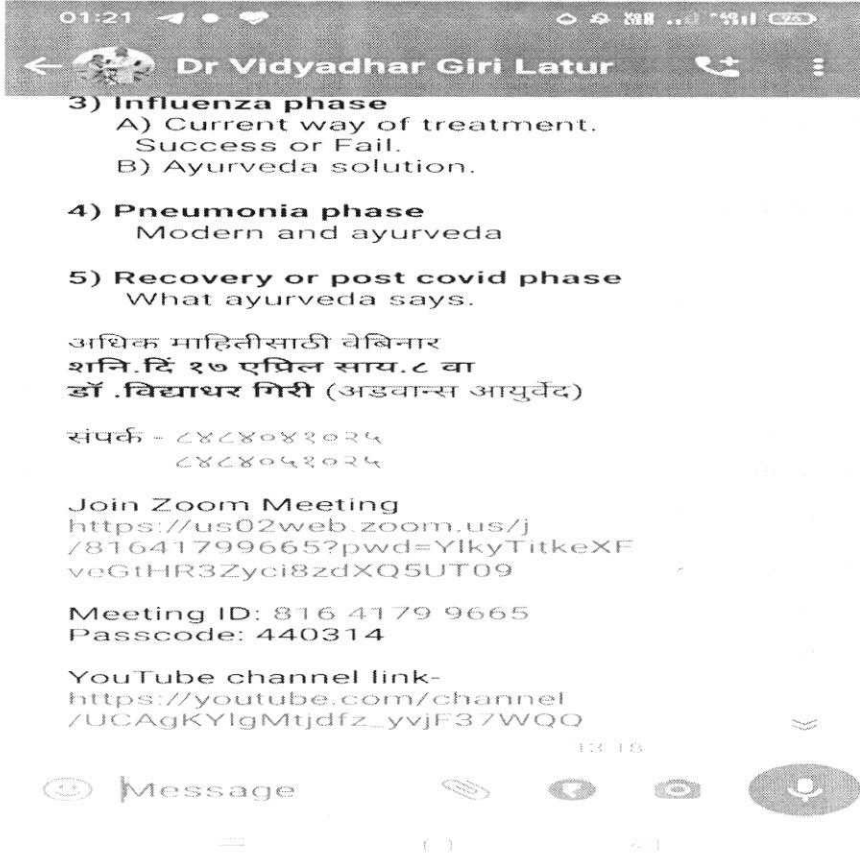 01:21
Dr Vidyadhar Giri Latur
3) Influenza phase
A) Current way of treatment.
Success or Fail.
B) Ayurveda solution.
4) Pneumonia phase
Modern and ayurveda
5) Recovery or post covid phase
What ayurveda says.
अधिक माहितीसाठी वेबिनार
शनि.दिं १७ एप्रिल साय.८ वा
डॉ .विद्याधर गिरी (अडवान्स आयुर्वेद)
संपर्क - ८४८४०४१०२५
८४८४०५१०२५
Join Zoom Meeting
https://us02web.zoom.us/j
/81641799665?pwd=YlkyTitkeXF
veGtHR3Zyci8zdXQ5UT09
Meeting ID: 816 4179 9665
Passcode: 440314
YouTube channel link-
https://youtube.com/channel
/UCAgKYlgMtjdfz_yvjF37WQQ
13:18
Message